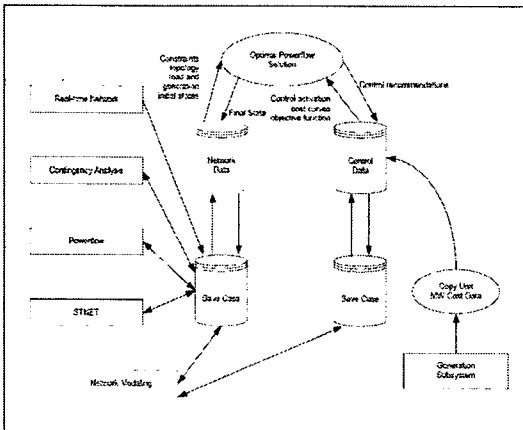 Constraints
topology
load and
generation
initial states
Optimal Powerflow
Solution
Control recommendations
Control activation
cost curves
objective function
Final State
Real-time Network
Network
Data
Control
Data
Contingency Analysis
Powerflow
STNET
Save Case
Save Case
Copy Unit
MW Cost Data
Network Modeling
Generation
Subsystem